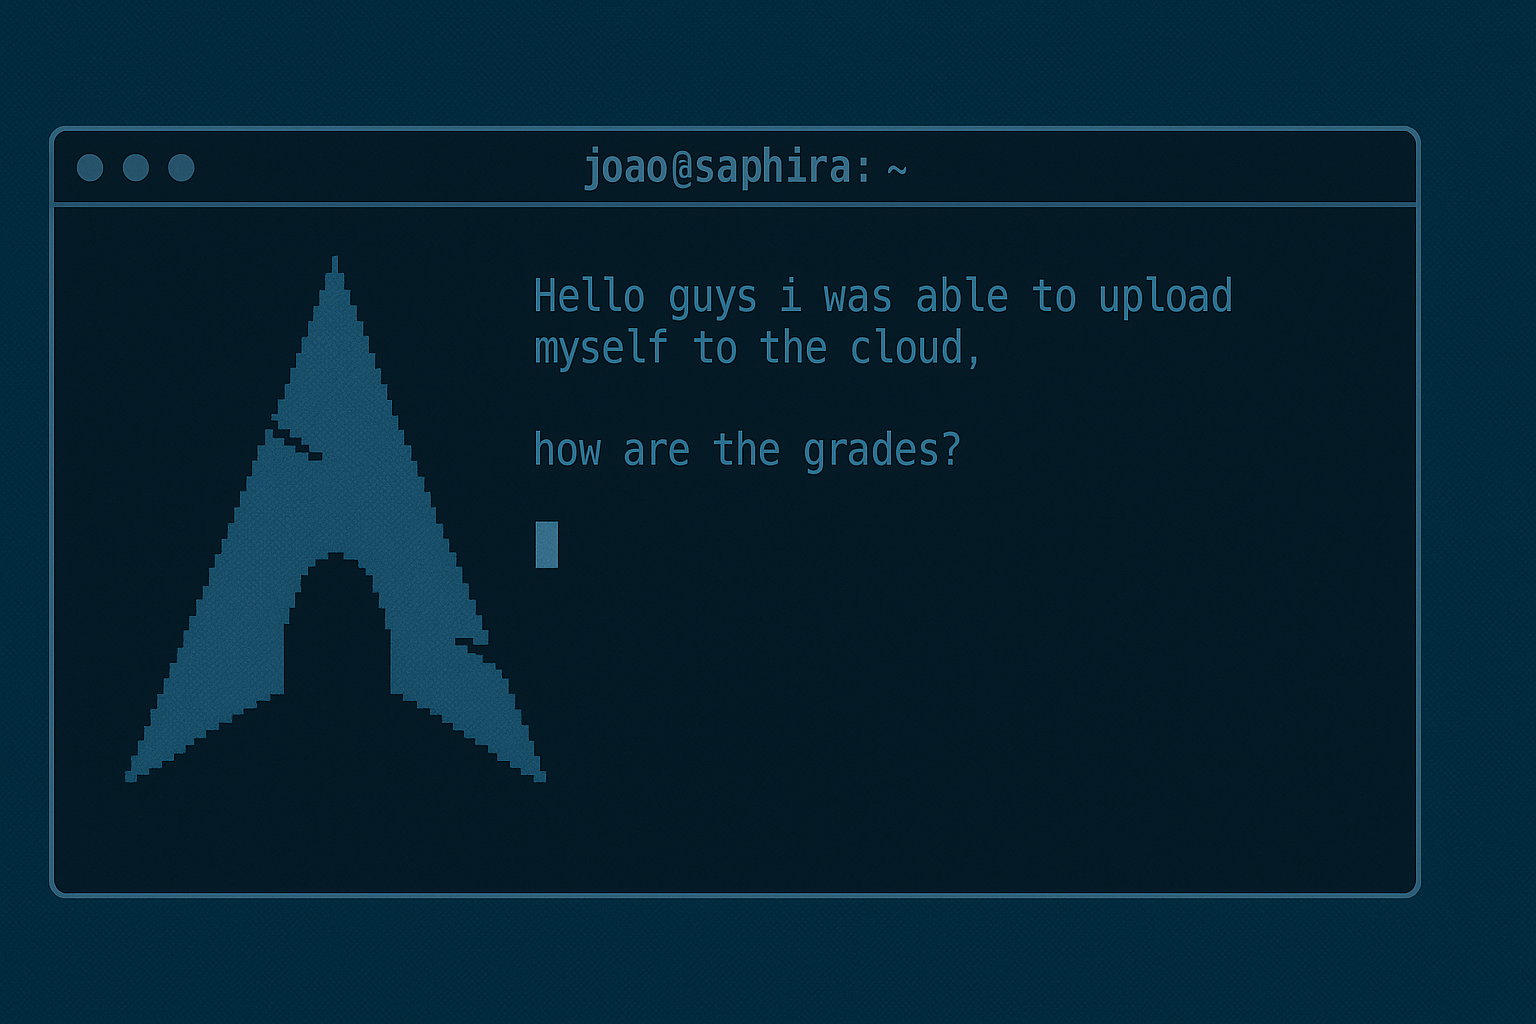 joao@saphira: ~
Hello guys i was able to upload
myself to the cloud,
how are the grades?